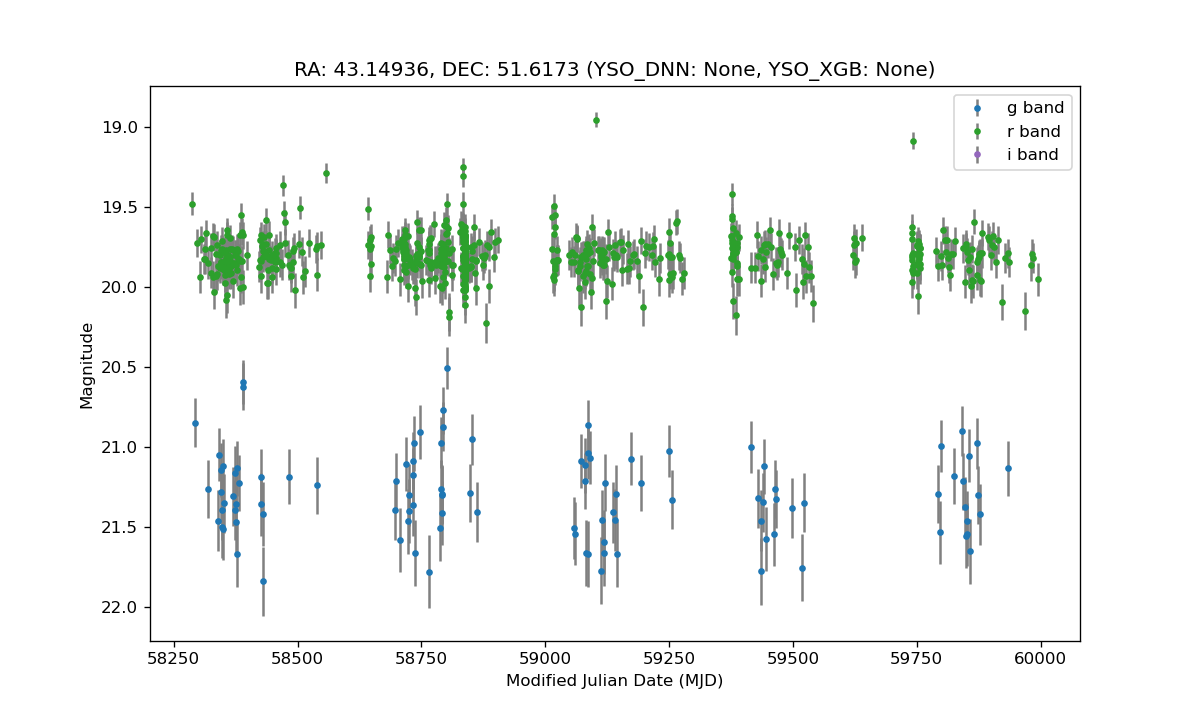 RA: 43.14936, DEC: 51.6173 (YSO_DNN: None, YSO_XGB: None)
g band
r band
i band
19.0
19.5
20.0
20.5
21.0
21.5
22.0
Magnitude
58250
58500
58750
59000
59250
59500
59750
60000
Modified Julian Date (MJD)